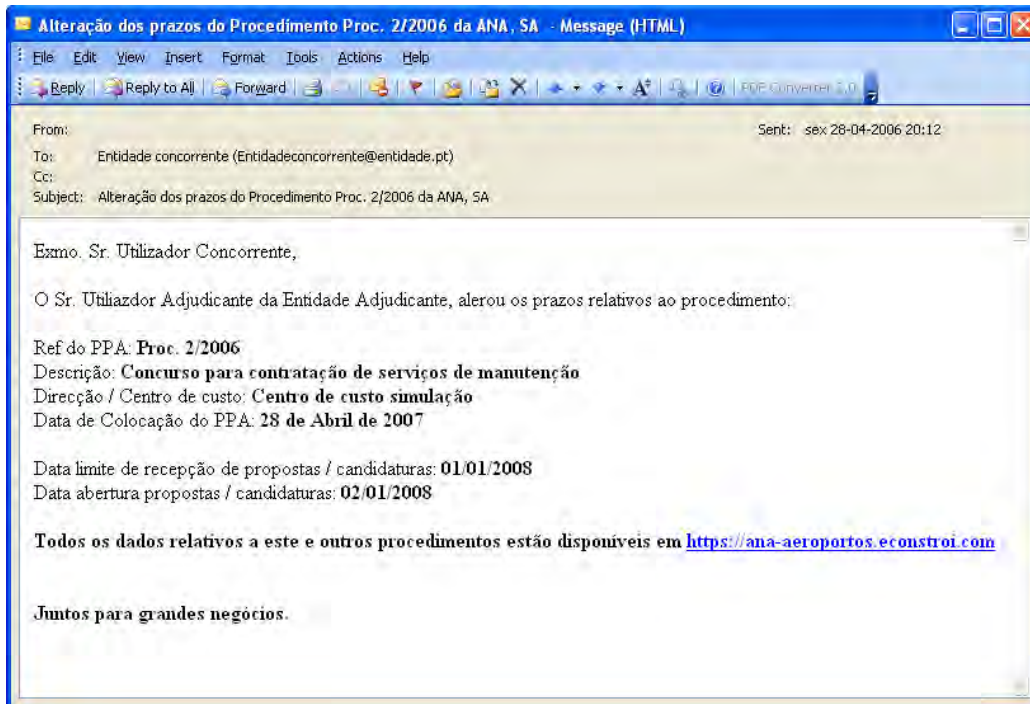 Alteração dos prazos do Procedimento Proc. 2/2006 da ANA, SA - Message (HTML)
File Edit View Insert Format Tools Actions Help
Reply Reply to All Forward PDF Converter 3.0
From: Sent: sex 28-04-2006 20:12
To: Entidade concorrente (Entidadeconcorrente@entidade.pt)
Cc:
Subject: Alteração dos prazos do Procedimento Proc. 2/2006 da ANA, SA
Exmo. Sr. Utilizador Concorrente,
O Sr. Utiliazdor Adjudicante da Entidade Adjudicante, alerou os prazos relativos ao procedimento:
Ref do PPA: Proc. 2/2006
Descrição: Concurso para contratação de serviços de manutenção
Direcção / Centro de custo: Centro de custo simulação
Data de Colocação do PPA: 28 de Abril de 2007
Data limite de recepção de propostas / candidaturas: 01/01/2008
Data abertura propostas / candidaturas: 02/01/2008
Todos os dados relativos a este e outros procedimentos estão disponíveis em https://ana-aeroportos.econstroi.com
Juntos para grandes negócios.